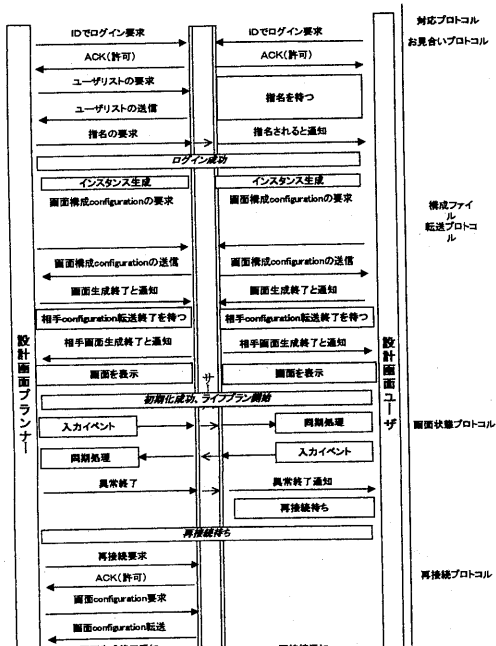 対応プロトコル
IDでログイン要求
IDでログイン要求
お見合いプロトコル
ACK(許可)
ACK(許可)
ユーザリストの要求
指名を待つ
ユーザリストの送信
指名の要求
指名されると通知
ログイン成功
インスタンス生成
インスタンス生成
画面構成configurationの要求
画面構成configurationの要求
構成ファイ
ル
転送プロトコ
ル
画面構成configurationの送信
画面構成configurationの送信
画面生成終了と通知
画面生成終了と通知
相手configuration転送終了を待つ
相手configuration転送終了を待つ
相手画面生成終了と通知
相手画面生成終了と通知
設計画面プランナー
サー
設計画面ユーザ
画面を表示
画面を表示
初期化成功、ライフプラン開始
入力イベント
同期処理
画面状態プロトコル
同期処理
入力イベント
異常終了
異常終了通知
再接続待ち
再接続待ち
再接続要求
ACK(許可)
再接続プロトコル
画面configuration要求
画面configuration転送